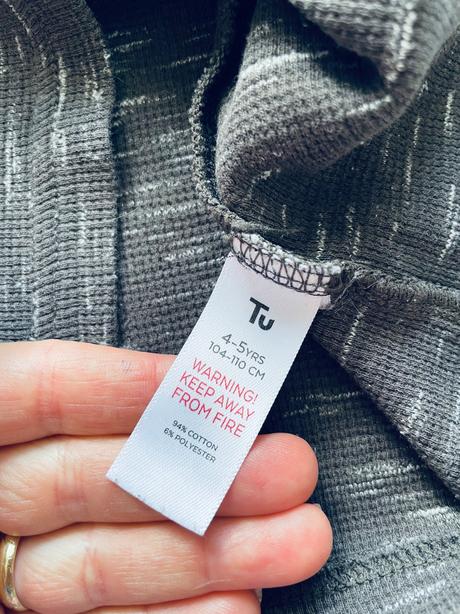 Tu
4-5YRS
104-110 CM
WARNING!
KEEP AWAY
FROM FIRE
94% COTTON
6% POLYESTER